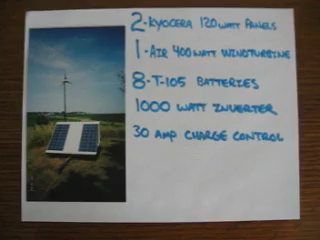 2-KYOCERA 120 WATT PANELS
1-AIR 400 WATT WINDTURBINE
8-T-105 BATTERIES
1000 WATT INVERTER
30 AMP CHARGE CONTROL